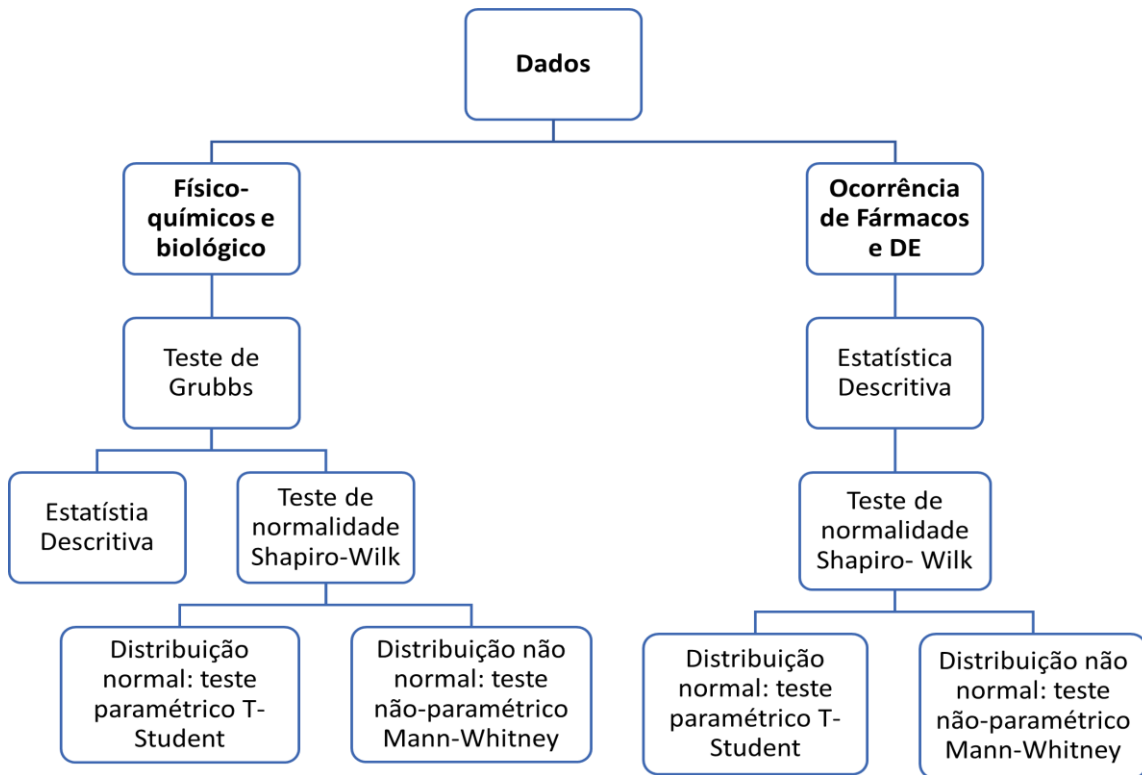 Dados
Físico-
químicos e
biológico
Ocorrência
de Fármacos
e DE
Teste de
Grubbs
Estatística
Descritiva
Estatístia
Descritiva
Teste de
normalidade
Shapiro-Wilk
Teste de
normalidade
Shapiro- Wilk
Distribuição
normal: teste
paramétrico T-
Student
Distribuição não
normal: teste
não-paramétrico
Mann-Whitney
Distribuição
normal: teste
paramétrico T-
Student
Distribuição não
normal: teste
não-paramétrico
Mann-Whitney